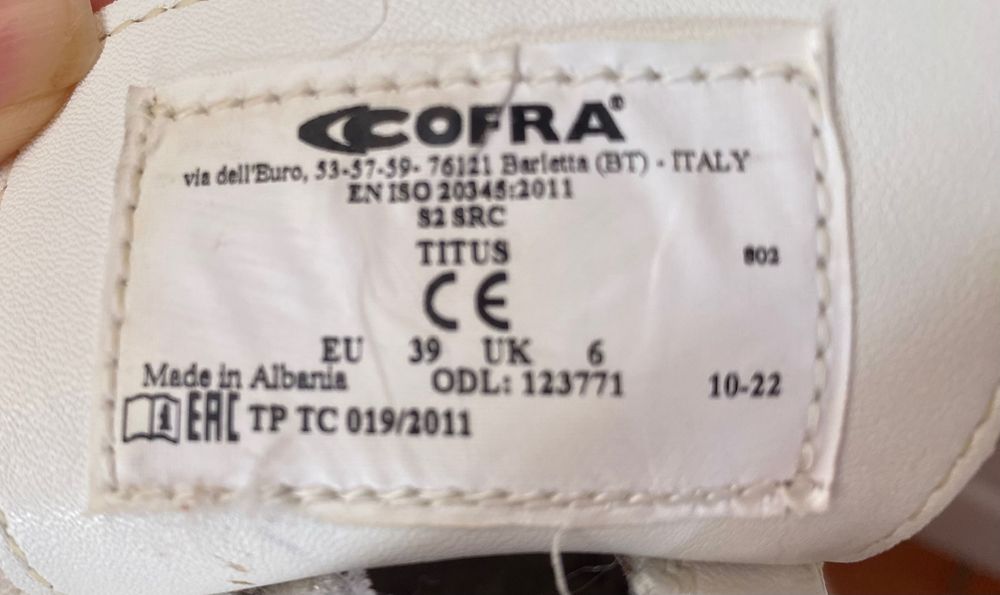 COFRA®
via dell'Euro, 53-57-59- 76121 Barletta (BT) - ITALY
EN ISO 20345:2011
S2 SRC
TITUS 802
CE
EU 39 UK 6
Made in Albania ODL: 123771 10-22
i EAC TP TC 019/2011